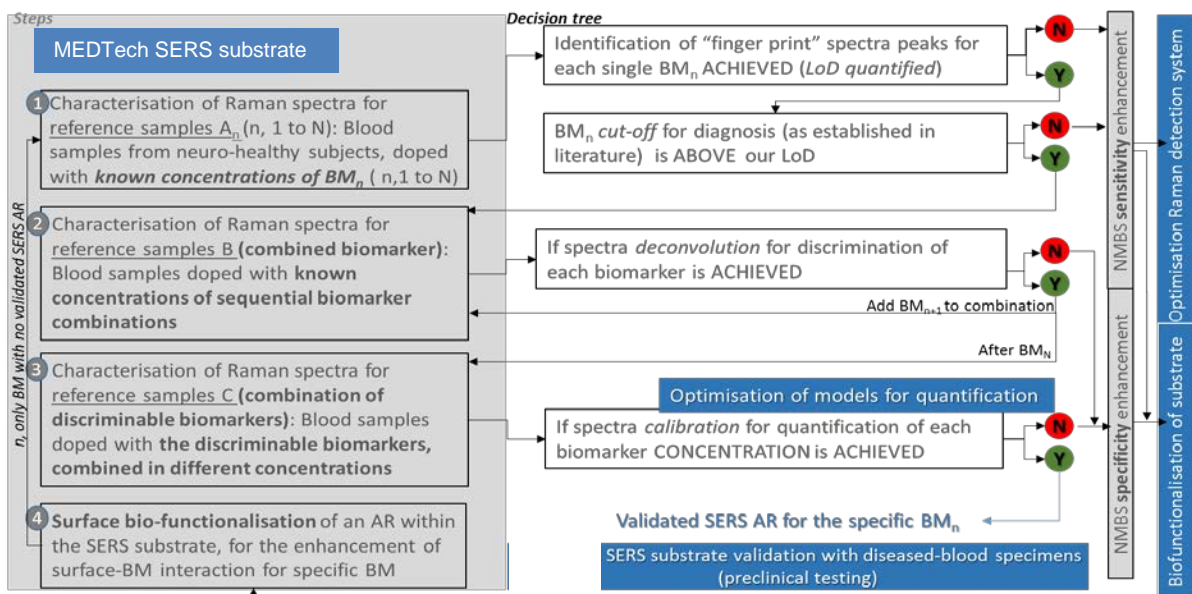 Steps
MEDTech SERS substrate
1
Characterisation of Raman spectra for
reference samples Aₙ (n, 1 to N): Blood
samples from neuro-healthy subjects, doped
with known concentrations of BMₙ ( n,1 to N)
2
Characterisation of Raman spectra for
reference samples B (combined biomarker):
Blood samples doped with known
concentrations of sequential biomarker
combinations
3
Characterisation of Raman spectra for
reference samples C (combination of
discriminable biomarkers): Blood samples
doped with the discriminable biomarkers,
combined in different concentrations
4
Surface bio-functionalisation of an AR within
the SERS substrate, for the enhancement of
surface-BM interaction for specific BM
n, only BM with no validated SERS AR
Decision tree
Identification of “finger print” spectra peaks for
each single BMₙ ACHIEVED (LoD quantified)
N
Y
BMₙ cut-off for diagnosis (as established in
literature) is ABOVE our LoD
N
Y
If spectra deconvolution for discrimination of
each biomarker is ACHIEVED
N
Y
Add BMₙ₊₁ to combination
After BM_N
Optimisation of models for quantification
If spectra calibration for quantification of each
biomarker CONCENTRATION is ACHIEVED
N
Y
Validated SERS AR for the specific BMₙ
SERS substrate validation with diseased-blood specimens
(preclinical testing)
NMBS sensitivity enhancement
NMBS specificity enhancement
Optimisation Raman detection system
Biofunctionalisation of substrate